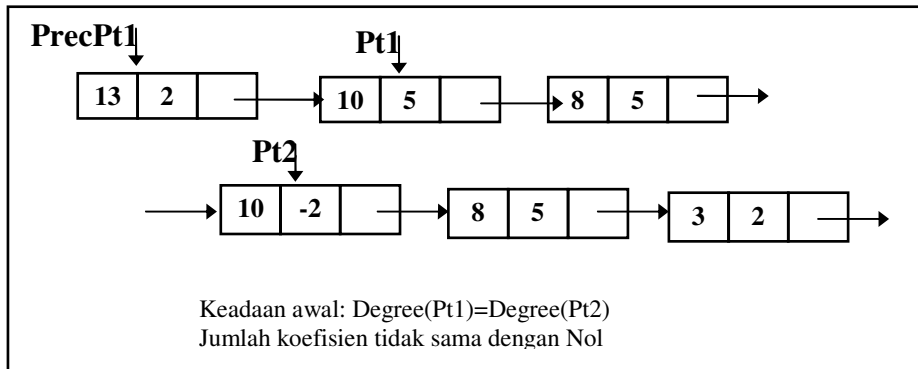 PrecPt1 Pt1
13 2 10 5 8 5
Pt2
10 -2 8 5 3 2
Keadaan awal: Degree(Pt1)=Degree(Pt2)
Jumlah koefisien tidak sama dengan Nol